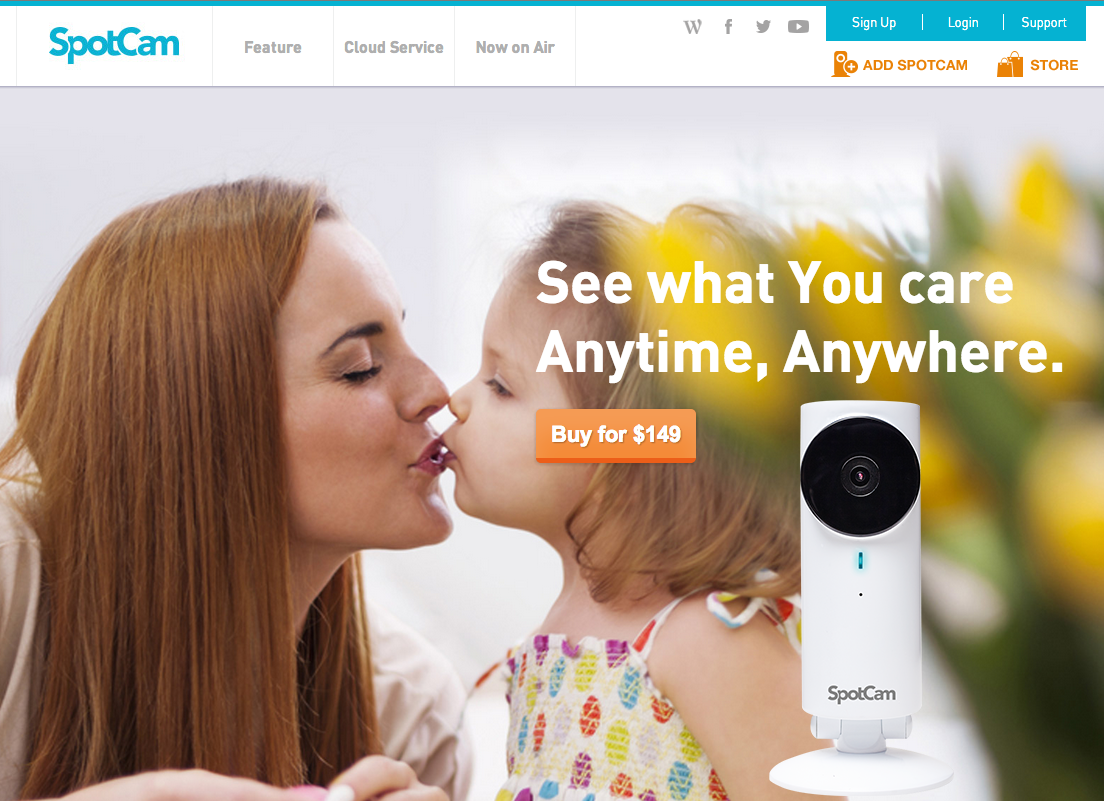 SpotCam
Feature
Cloud Service
Now on Air
W
f
Sign Up
Login
Support
ADD SPOTCAM
STORE
See what You care
Anytime, Anywhere.
Buy for $149
SpotCam